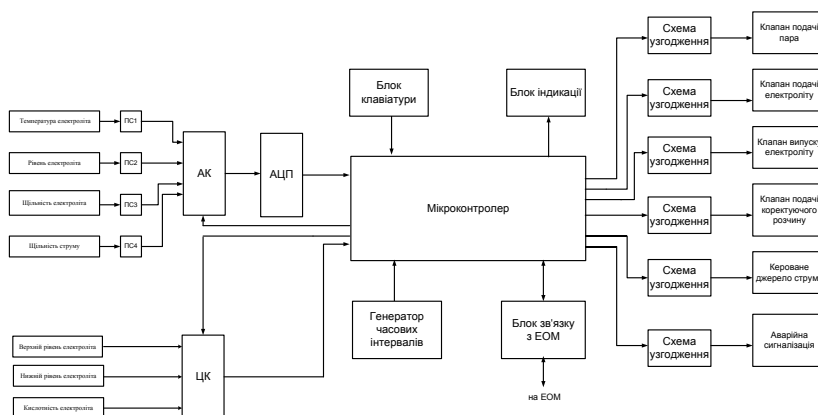 Схема
узгодження
Клапан подачі
пара
Блок
клавіатури
Блок індикації
Схема
узгодження
Клапан подачі
електроліту
Температура електроліта
ПС1
Рівень електроліта
ПС2
Щільність електроліта
ПС3
Щільність струму
ПС4
АК
АЦП
Мікроконтролер
Схема
узгодження
Клапан випуску
електроліту
Схема
узгодження
Клапан подачі
коректуючого
розчину
Схема
узгодження
Кероване
джерело струм
Генератор
часових
інтервалів
Блок зв'язку
з ЕОМ
Схема
узгодження
Аварійна
сигналізація
Верхній рівень електроліта
Нижній рівень електроліта
Кислотність електроліта
ЦК
на ЕОМ